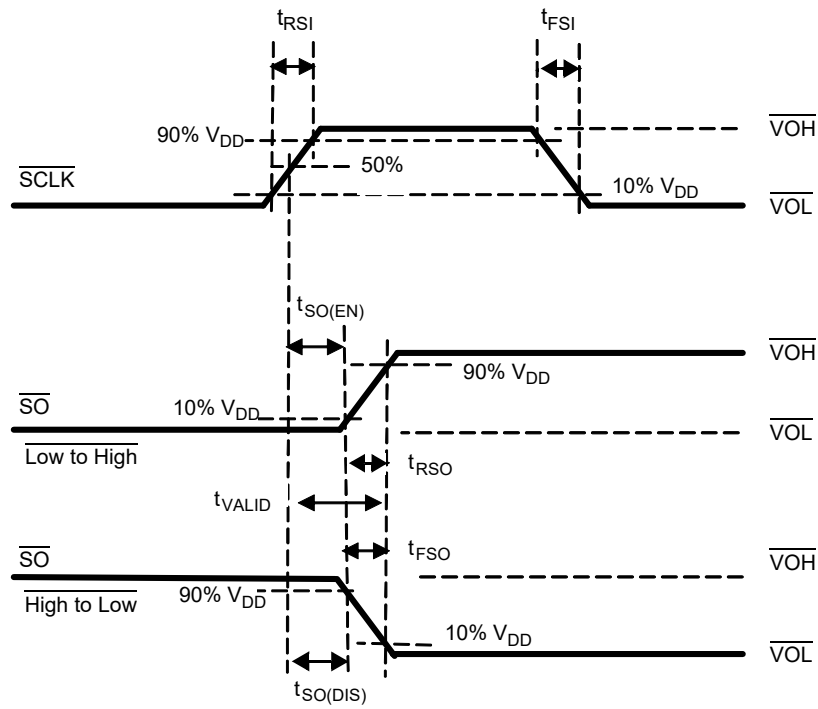 tRSI
tFSI
90% VDD
VOH
50%
SCLK
10% VDD
VOL
tSO(EN)
VOH
90% VDD
SO
10% VDD
VOL
Low to High
tRSO
tVALID
SO
tFSO
VOH
High to Low
90% VDD
10% VDD
VOL
tSO(DIS)